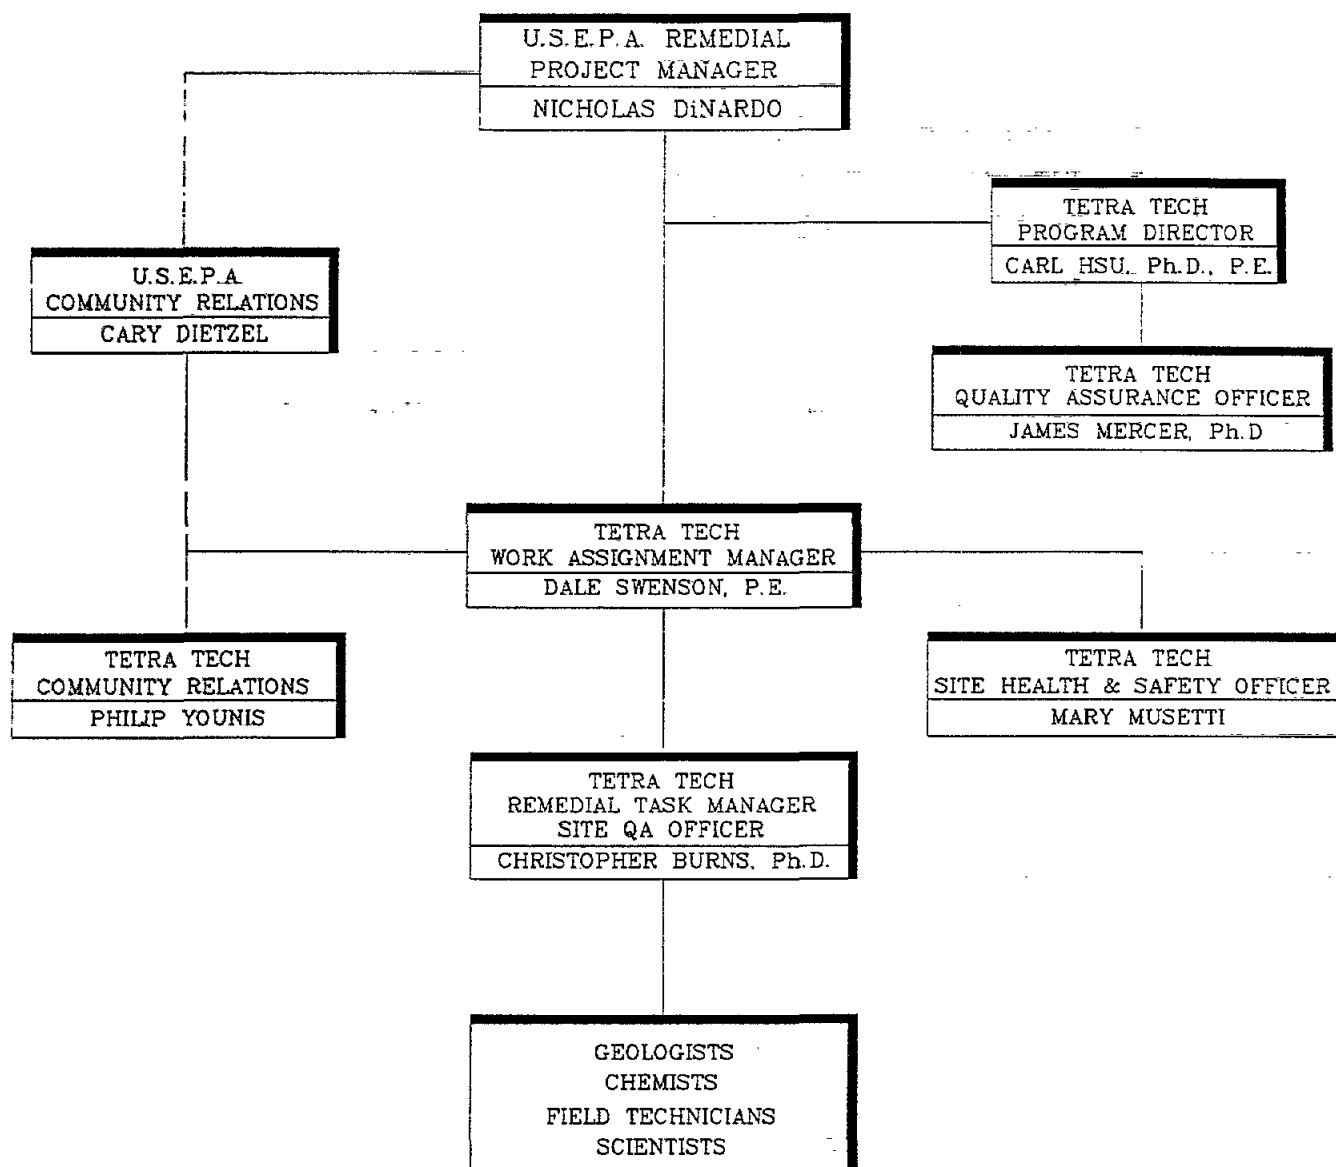 U.S.E.P.A. REMEDIAL
PROJECT MANAGER
NICHOLAS DiNARDO
TETRA TECH
PROGRAM DIRECTOR
CARL HSU, Ph.D., P.E.
U.S.E.P.A.
COMMUNITY RELATIONS
CARY DIETZEL
TETRA TECH
QUALITY ASSURANCE OFFICER
JAMES MERCER, Ph.D
TETRA TECH
WORK ASSIGNMENT MANAGER
DALE SWENSON, P.E.
TETRA TECH
COMMUNITY RELATIONS
PHILIP YOUNIS
TETRA TECH
SITE HEALTH & SAFETY OFFICER
MARY MUSETTI
TETRA TECH
REMEDIAL TASK MANAGER
SITE QA OFFICER
CHRISTOPHER BURNS, Ph.D.
GEOLOGISTS
CHEMISTS
FIELD TECHNICIANS
SCIENTISTS